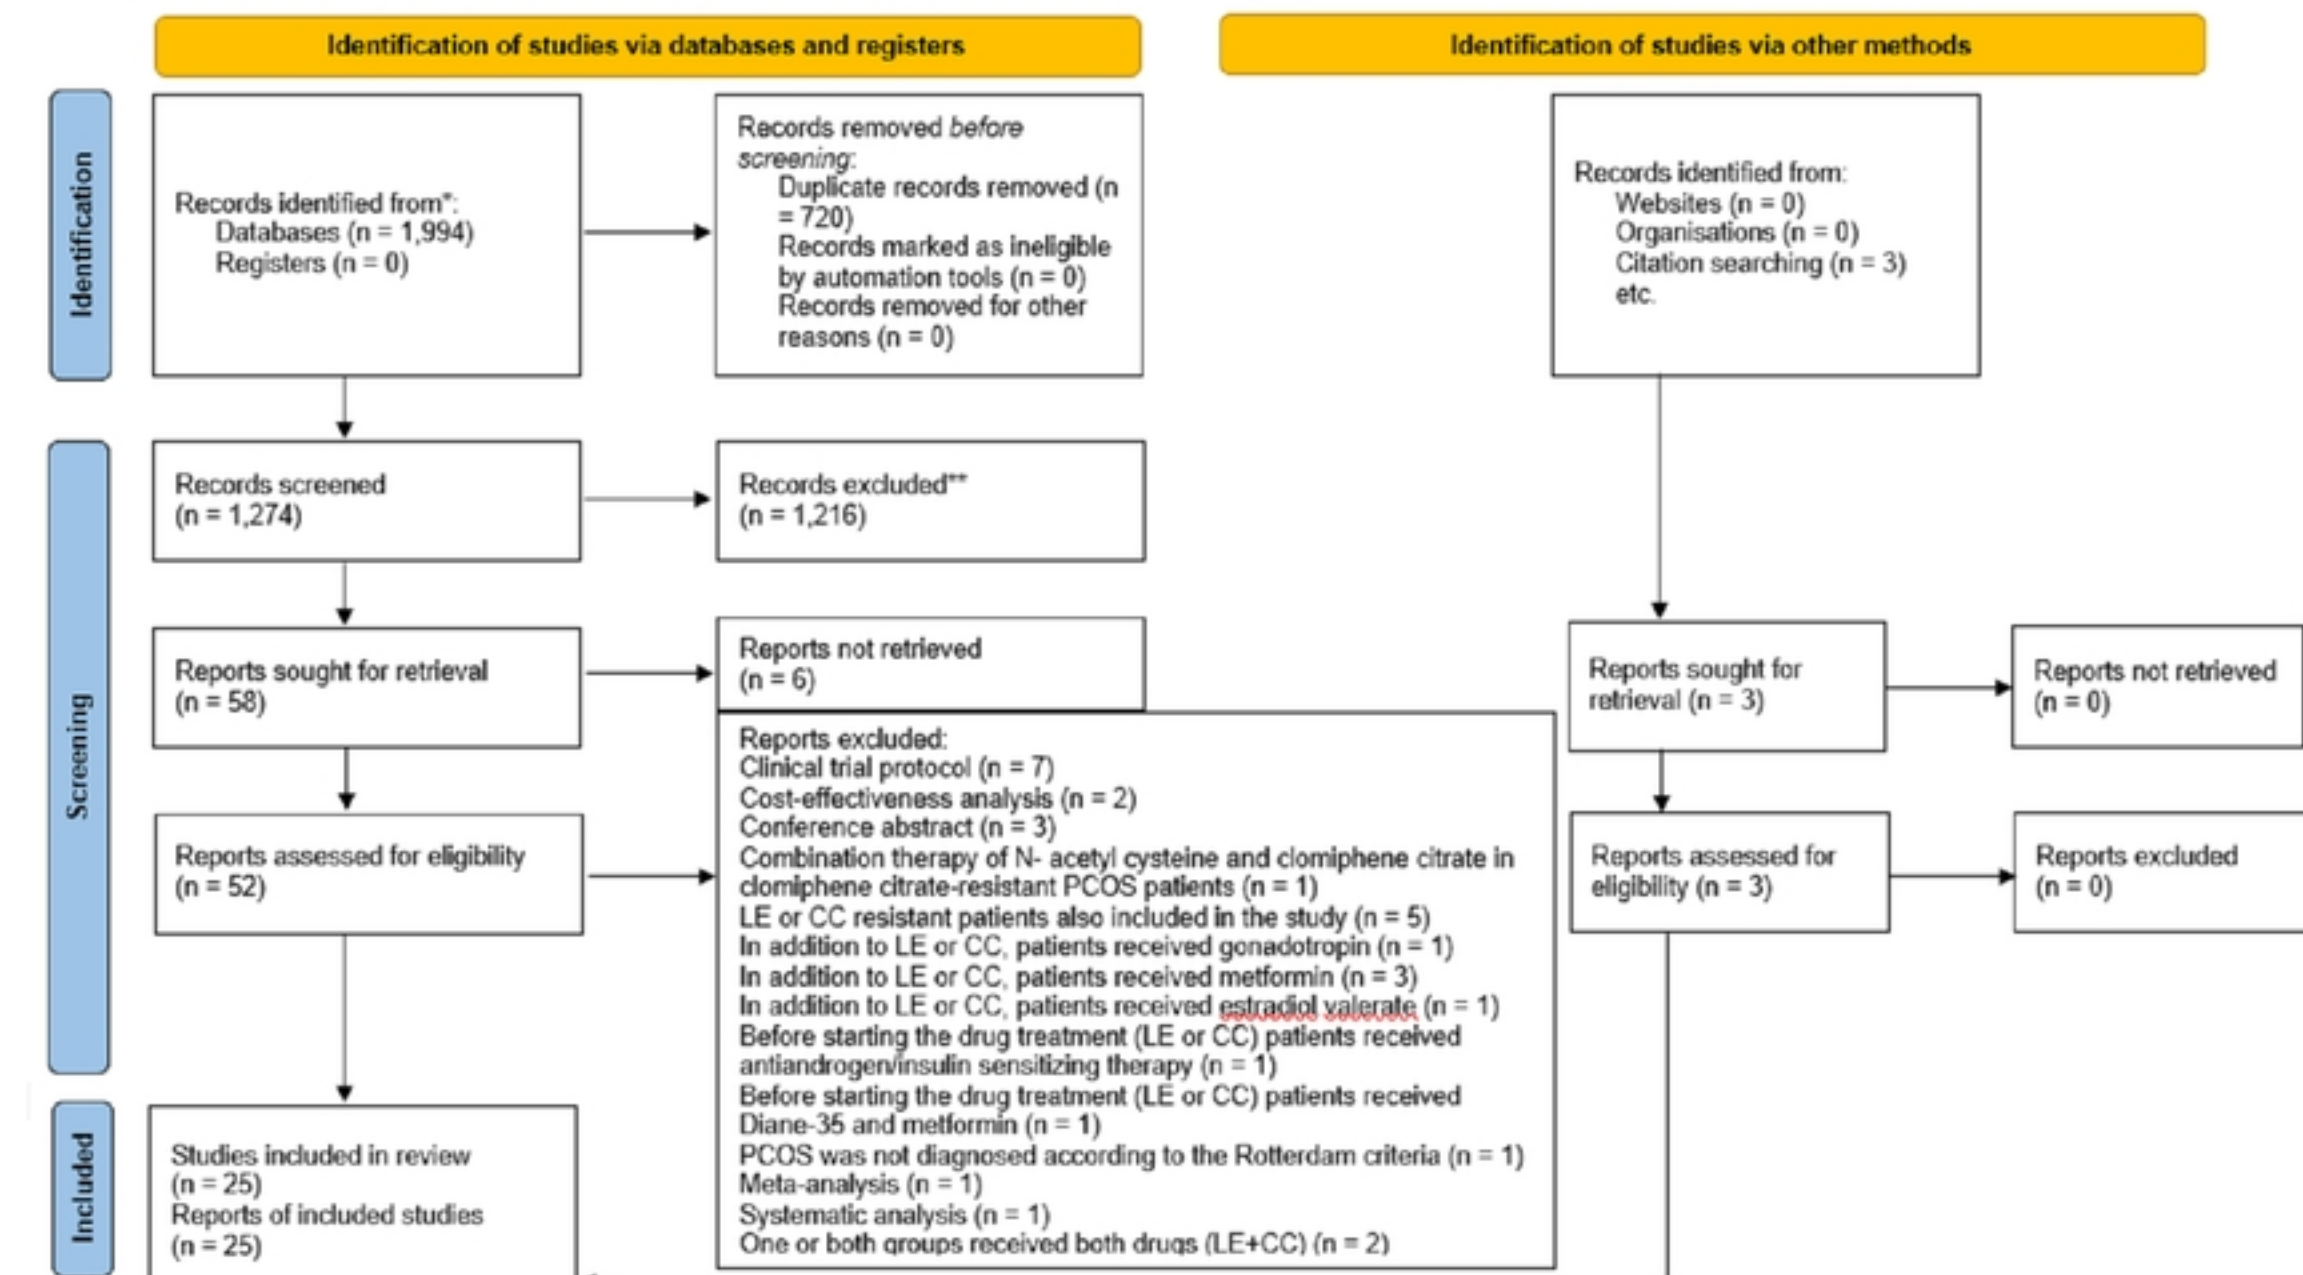 Identification of studies via databases and registers
Identification of studies via other methods
Identification
Records identified from*:
Databases (n = 1,994)
Registers (n = 0)
Records removed before
screening:
Duplicate records removed (n
= 720)
Records marked as ineligible
by automation tools (n = 0)
Records removed for other
reasons (n = 0)
Records identified from:
Websites (n = 0)
Organisations (n = 0)
Citation searching (n = 3)
etc.
Screening
Records screened
(n = 1,274)
Records excluded**
(n = 1,216)
Reports sought for retrieval
(n = 58)
Reports not retrieved
(n = 6)
Reports sought for
retrieval (n = 3)
Reports not retrieved
(n = 0)
Reports assessed for eligibility
(n = 52)
Reports excluded:
Clinical trial protocol (n = 7)
Cost-effectiveness analysis (n = 2)
Conference abstract (n = 3)
Combination therapy of N- acetyl cysteine and clomiphene citrate in
clomiphene citrate-resistant PCOS patients (n = 1)
LE or CC resistant patients also included in the study (n = 5)
In addition to LE or CC, patients received gonadotropin (n = 1)
In addition to LE or CC, patients received metformin (n = 3)
In addition to LE or CC, patients received estradiol valerate (n = 1)
Before starting the drug treatment (LE or CC) patients received
antiandrogen/insulin sensitizing therapy (n = 1)
Before starting the drug treatment (LE or CC) patients received
Diane-35 and metformin (n = 1)
PCOS was not diagnosed according to the Rotterdam criteria (n = 1)
Meta-analysis (n = 1)
Systematic analysis (n = 1)
One or both groups received both drugs (LE+CC) (n = 2)
Reports assessed for
eligibility (n = 3)
Reports excluded
(n = 0)
Included
Studies included in review
(n = 25)
Reports of included studies
(n = 25)